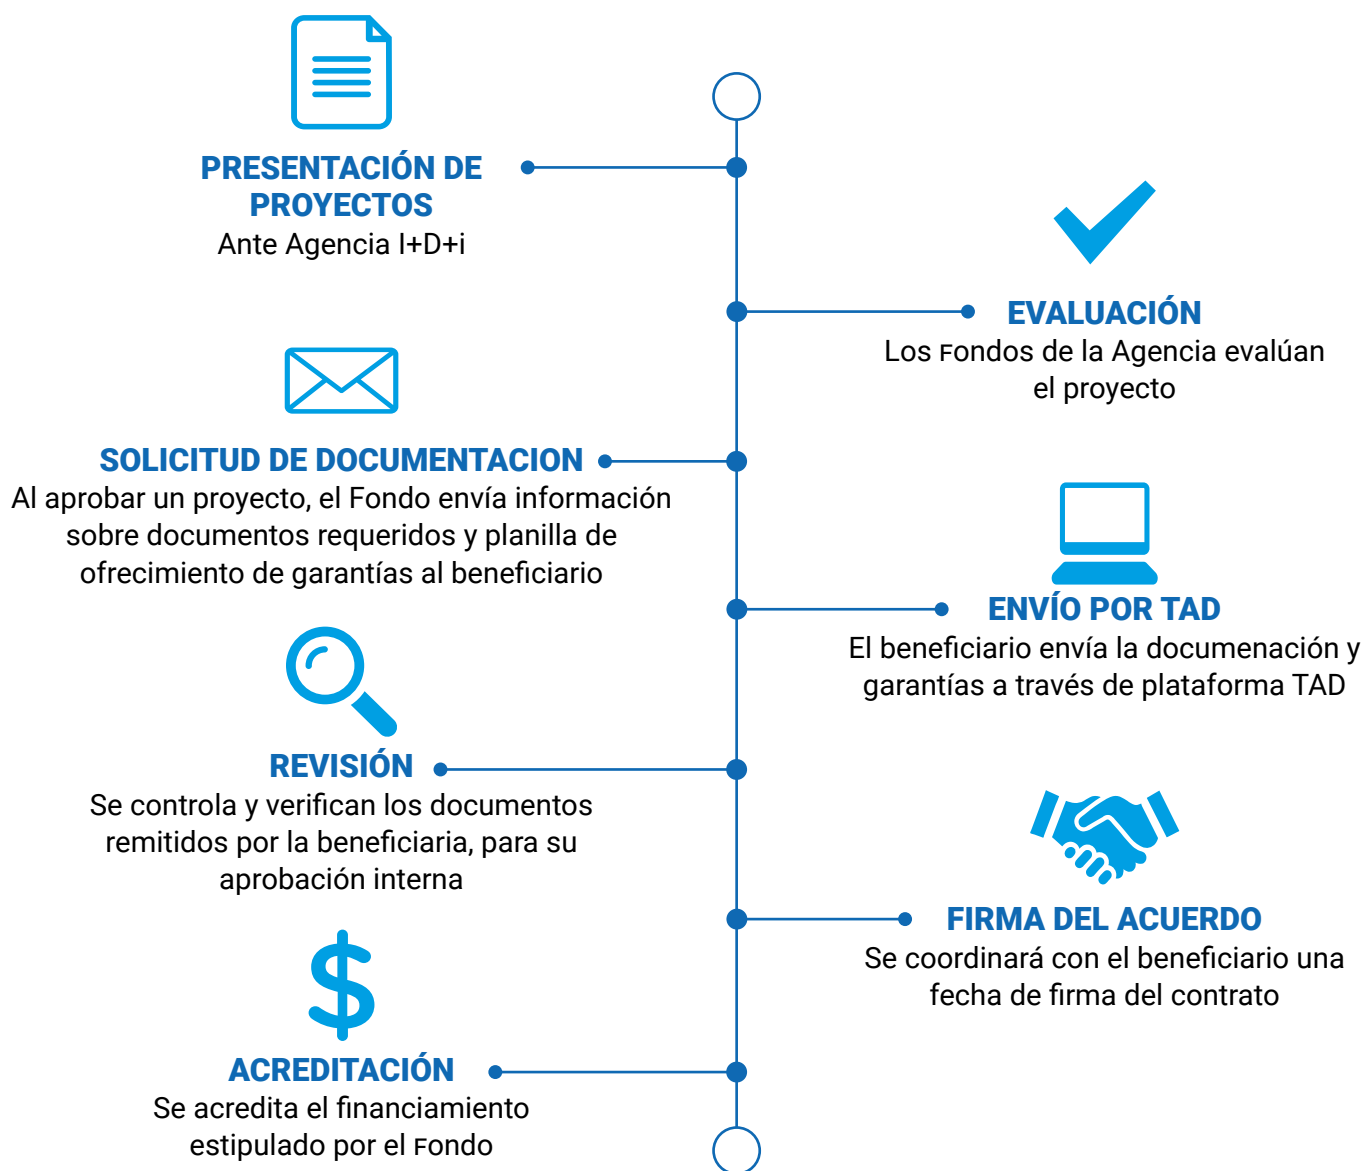 PRESENTACIÓN DE
PROYECTOS
Ante Agencia I+D+i
EVALUACIÓN
Los Fondos de la Agencia evalúan
el proyecto
SOLICITUD DE DOCUMENTACION
Al aprobar un proyecto, el Fondo envía información
sobre documentos requeridos y planilla de
ofrecimiento de garantías al beneficiario
ENVÍO POR TAD
El beneficiario envía la documenación y
garantías a través de plataforma TAD
REVISIÓN
Se controla y verifican los documentos
remitidos por la beneficiaria, para su
aprobación interna
FIRMA DEL ACUERDO
Se coordinará con el beneficiario una
fecha de firma del contrato
ACREDITACIÓN
Se acredita el financiamiento
estipulado por el Fondo